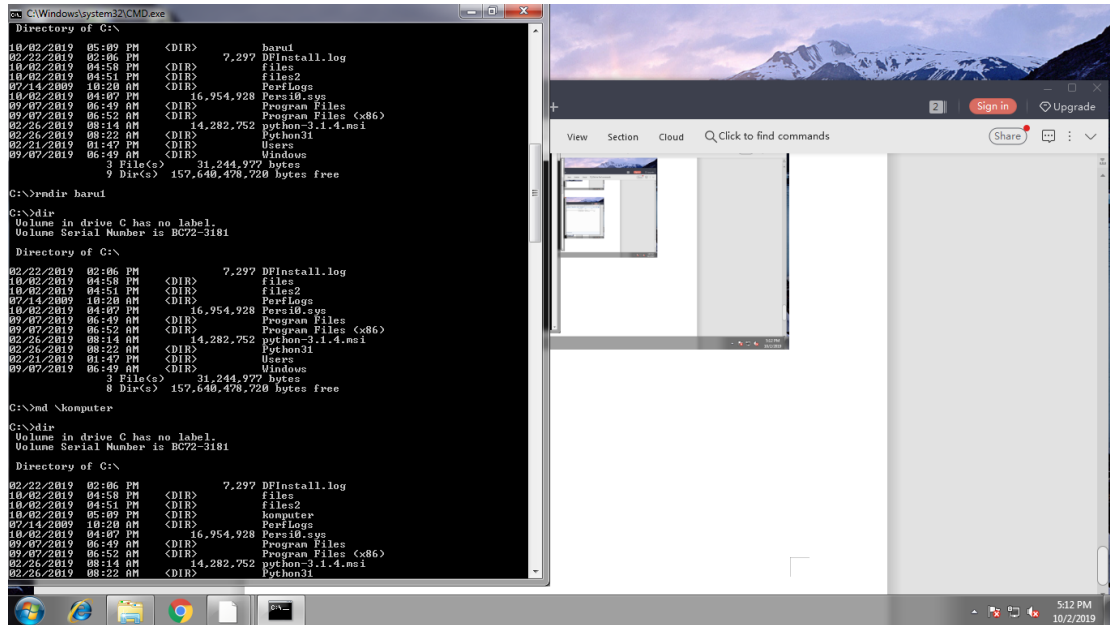 C:\Windows\system32\CMD.exe
Directory of C:\
10/02/2019 05:09 PM <DIR> baru1
02/22/2019 02:06 PM 7,297 DFInstall.log
10/02/2019 04:58 PM <DIR> files
10/02/2019 04:51 PM <DIR> files2
07/14/2009 10:20 AM <DIR> PerfLogs
10/02/2019 04:07 PM 16,954,928 Persi0.sys
09/07/2019 06:49 AM <DIR> Program Files
09/07/2019 06:52 AM <DIR> Program Files (x86)
02/26/2019 08:14 AM 14,282,752 python-3.1.4.msi
02/26/2019 08:22 AM <DIR> Python31
02/21/2019 01:47 PM <DIR> Users
09/07/2019 06:49 AM <DIR> Windows
3 File(s) 31,244,977 bytes
9 Dir(s) 157,640,478,720 bytes free
C:\>rmdir baru1
C:\>dir
Volume in drive C has no label.
Volume Serial Number is BC72-3181
Directory of C:\
02/22/2019 02:06 PM 7,297 DFInstall.log
10/02/2019 04:58 PM <DIR> files
10/02/2019 04:51 PM <DIR> files2
07/14/2009 10:20 AM <DIR> PerfLogs
10/02/2019 04:07 PM 16,954,928 Persi0.sys
09/07/2019 06:49 AM <DIR> Program Files
09/07/2019 06:52 AM <DIR> Program Files (x86)
02/26/2019 08:14 AM 14,282,752 python-3.1.4.msi
02/26/2019 08:22 AM <DIR> Python31
02/21/2019 01:47 PM <DIR> Users
09/07/2019 06:49 AM <DIR> Windows
3 File(s) 31,244,977 bytes
8 Dir(s) 157,640,478,720 bytes free
C:\>md \komputer
C:\>dir
Volume in drive C has no label.
Volume Serial Number is BC72-3181
Directory of C:\
02/22/2019 02:06 PM 7,297 DFInstall.log
10/02/2019 04:58 PM <DIR> files
10/02/2019 04:51 PM <DIR> files2
10/02/2019 05:09 PM <DIR> komputer
07/14/2009 10:20 AM <DIR> PerfLogs
10/02/2019 04:07 PM 16,954,928 Persi0.sys
09/07/2019 06:49 AM <DIR> Program Files
09/07/2019 06:52 AM <DIR> Program Files (x86)
02/26/2019 08:14 AM 14,282,752 python-3.1.4.msi
02/26/2019 08:22 AM <DIR> Python31
2 Sign in Upgrade
View Section Cloud Click to find commands Share
5:12 PM
10/2/2019
5:12 PM
10/2/2019